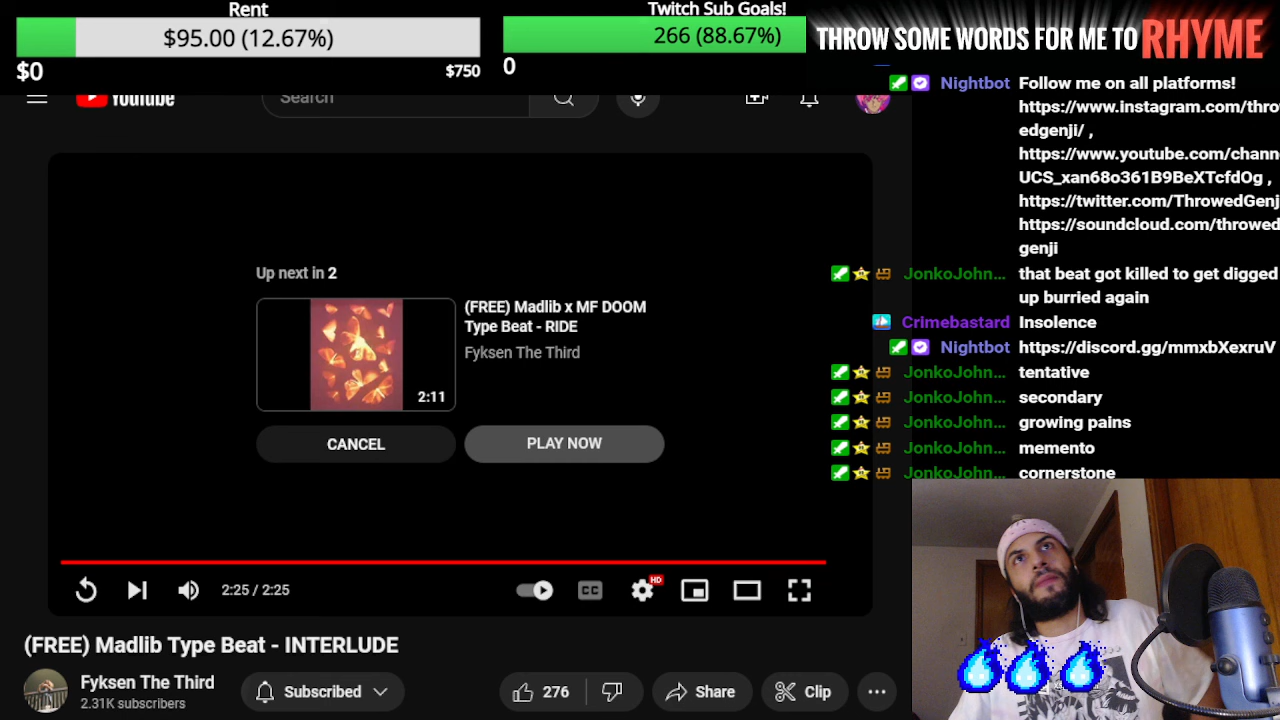 Rent
$95.00 (12.67%)
$0
$750
Twitch Sub Goals!
266 (88.67%)
0
THROW SOME WORDS FOR ME TO RHYME
YouTube
Search
Up next in 2
(FREE) Madlib x MF DOOM
Type Beat - RIDE
Fyksen The Third
2:11
CANCEL
PLAY NOW
2:25 / 2:25
CC
HD
(FREE) Madlib Type Beat - INTERLUDE
Fyksen The Third
2.31K subscribers
Subscribed
276
Share
Clip
Nightbot Follow me on all platforms!
https://www.instagram.com/thro
edgenji/ ,
https://www.youtube.com/chann
UCS_xan68o361B9BeXTcfdOg ,
https://twitter.com/ThrowedGenj
https://soundcloud.com/throwed
genji
JonkoJohn... that beat got killed to get digged
up burried again
Cr1mebastard Insolence
Nightbot https://discord.gg/mmxbXexruV
JonkoJohn... tentative
JonkoJohn... secondary
JonkoJohn... growing pains
JonkoJohn... memento
JonkoJohn... cornerstone